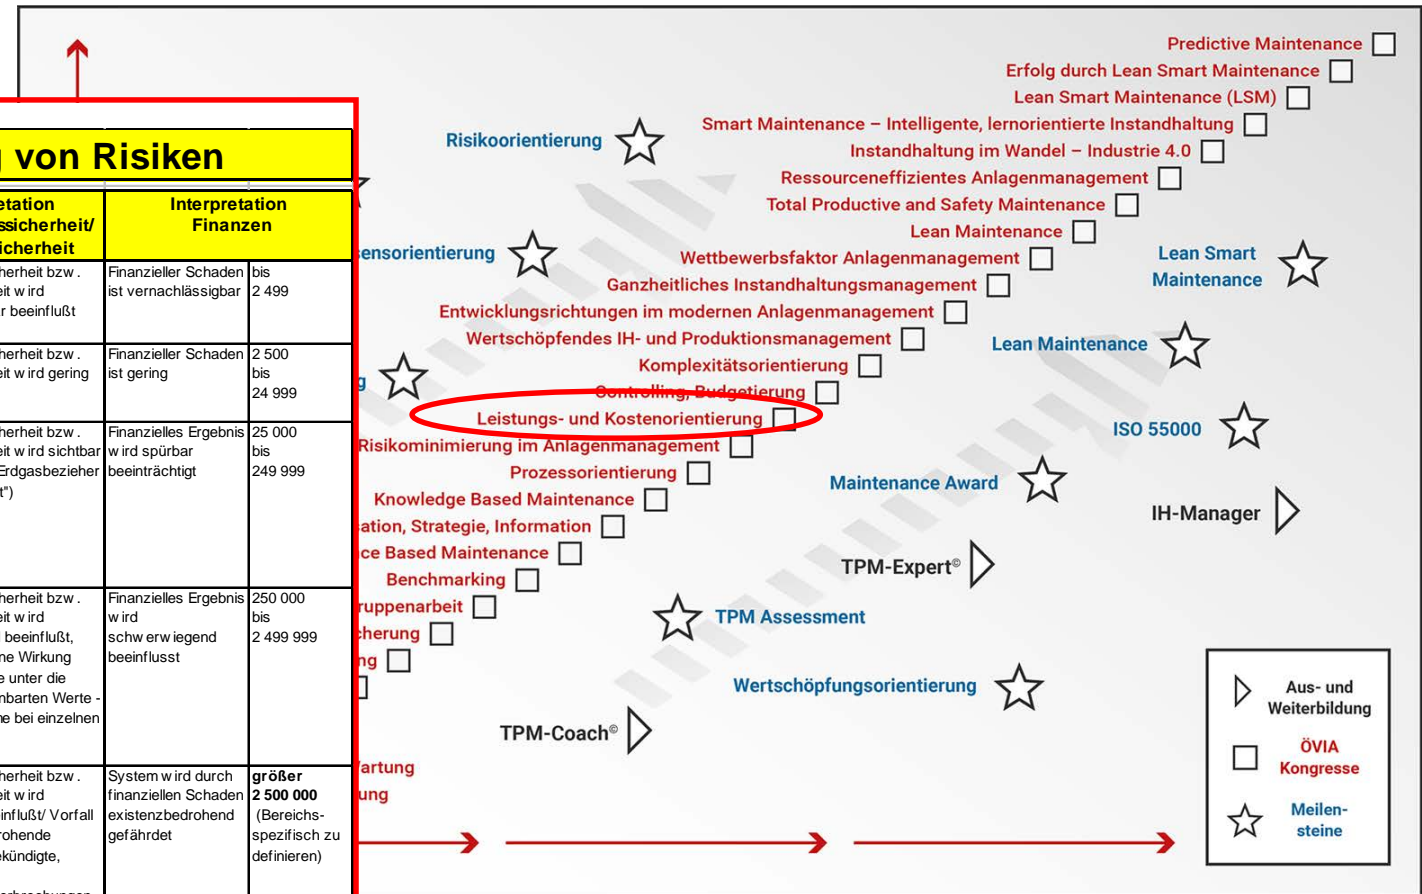 g von Risiken
etation
ssicherheit/
icherheit
Interpretation
Finanzen
herheit bzw.
eit wird
r beeinflußt
Finanzieller Schaden
ist vernachlässigbar
bis
2 499
herheit bzw.
eit wird gering
Finanzieller Schaden
ist gering
2 500
bis
24 999
herheit bzw.
eit wird sichtbar
Erdgasbezieher
t")
Finanzielles Ergebnis
wird spürbar
beeinträchtigt
25 000
bis
249 999
herheit bzw.
eit wird
l beeinflußt,
ne Wirkung
e unter die
nbarten Werte -
ne bei einzelnen
Finanzielles Ergebnis
wird
schwerwiegend
beeinflusst
250 000
bis
2 499 999
herheit bzw.
eit wird
influßt/ Vorfall
rohende
ekündigte,
System wird durch
finanziellen Schaden
existenzbedrohend
gefährdet
größer
2 500 000
(Bereichs-
spezifisch zu
definieren)
Predictive Maintenance
Erfolg durch Lean Smart Maintenance
Lean Smart Maintenance (LSM)
Smart Maintenance – Intelligente, lernorientierte Instandhaltung
Instandhaltung im Wandel – Industrie 4.0
Ressourceneffizientes Anlagenmanagement
Total Productive and Safety Maintenance
Lean Maintenance
Wettbewerbsfaktor Anlagenmanagement
Ganzheitliches Instandhaltungsmanagement
Entwicklungsrichtungen im modernen Anlagenmanagement
Wertschöpfendes IH- und Produktionsmanagement
Komplexitätsorientierung
Controlling, Budgetierung
Leistungs- und Kostenorientierung
Risikominimierung im Anlagenmanagement
Prozessorientierung
Knowledge Based Maintenance
ation, Strategie, Information
ce Based Maintenance
Benchmarking
ruppenarbeit
cherung
ng
Wartung
ung
Risikoorientierung
sensorientierung
g
Lean Smart
Maintenance
Lean Maintenance
ISO 55000
Maintenance Award
IH-Manager
TPM-Expert©
TPM Assessment
Wertschöpfungsorientierung
TPM-Coach©
Aus- und
Weiterbildung
ÖVIA
Kongresse
Meilen-
steine